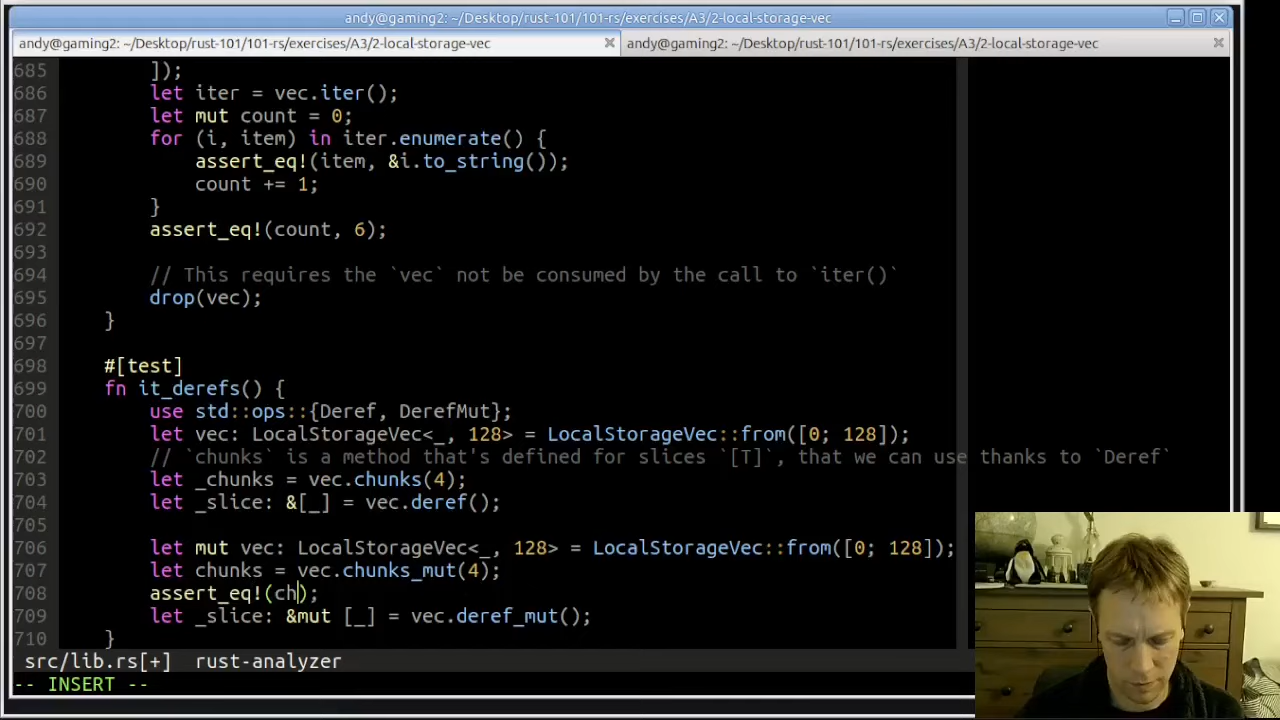 andy@gaming2: ~/Desktop/rust-101/101-rs/exercises/A3/2-local-storage-vec
andy@gaming2: ~/Desktop/rust-101/101-rs/exercises/A3/2-local-storage-vec
andy@gaming2: ~/Desktop/rust-101/101-rs/exercises/A3/2-local-storage-vec
685         ]);
686         let iter = vec.iter();
687         let mut count = 0;
688         for (i, item) in iter.enumerate() {
689             assert_eq!(item, &i.to_string());
690             count += 1;
691         }
692         assert_eq!(count, 6);
693
694         // This requires the `vec` not be consumed by the call to `iter()`
695         drop(vec);
696     }
697
698     #[test]
699     fn it_derefs() {
700         use std::ops::{Deref, DerefMut};
701         let vec: LocalStorageVec<_, 128> = LocalStorageVec::from([0; 128]);
702         // `chunks` is a method that's defined for slices `[T]`, that we can use thanks to `Deref`
703         let _chunks = vec.chunks(4);
704         let _slice: &[_] = vec.deref();
705
706         let mut vec: LocalStorageVec<_, 128> = LocalStorageVec::from([0; 128]);
707         let chunks = vec.chunks_mut(4);
708         assert_eq!(ch);
709         let _slice: &mut [_] = vec.deref_mut();
710     }
src/lib.rs[+]  rust-analyzer
-- INSERT --